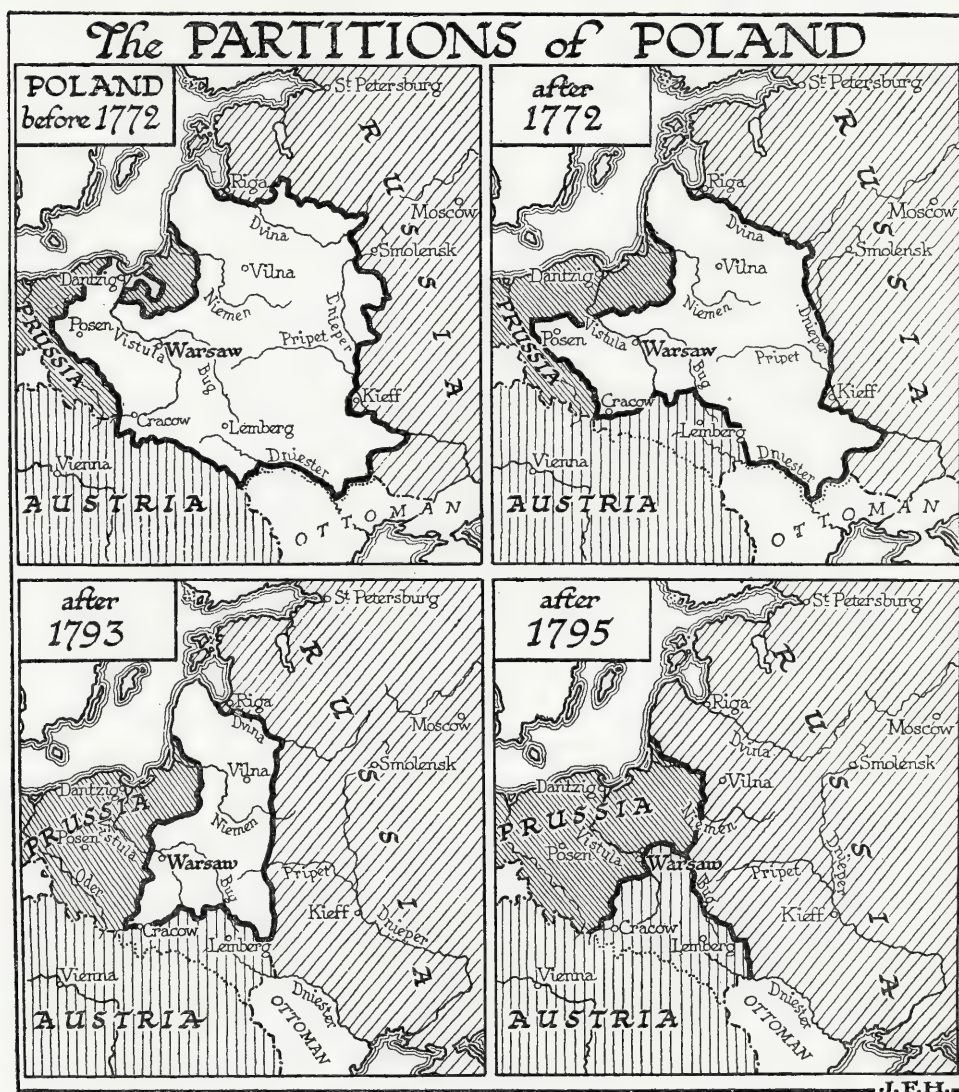 The PARTITIONS of POLAND
POLAND
before 1772
St. Petersburg
RUSSIA
Riga
Moscow
Dvina
Smolensk
Dantzig
Vilna
Niemen
Dnieper
PRUSSIA
Posen
Vistula
Warsaw
Pripet
Bug
Kieff
Cracow
Lemberg
Vienna
Dniester
AUSTRIA
OTTOMAN
after
1772
St. Petersburg
RUSSIA
Riga
Moscow
Dvina
Smolensk
Dantzig
Vilna
Niemen
Dnieper
PRUSSIA
Posen
Vistula
Warsaw
Pripet
Bug
Kieff
Cracow
Lemberg
Vienna
Dniester
AUSTRIA
OTTOMAN
after
1793
St. Petersburg
RUSSIA
Riga
Moscow
Dvina
Smolensk
Dantzig
Vilna
PRUSSIA
Niemen
Posen
Vistula
Warsaw
Oder
Bug
Pripet
Kieff
Dnieper
Cracow
Lemberg
Vienna
Dniester
AUSTRIA
OTTOMAN
after
1795
St. Petersburg
RUSSIA
Riga
Moscow
Dvina
Smolensk
Dantzig
Vilna
PRUSSIA
Niemen
Posen
Vistula
Warsaw
Dnieper
Bug
Pripet
Kieff
Cracow
Lemberg
Vienna
Dniester
AUSTRIA
OTTOMAN
J.F.H.